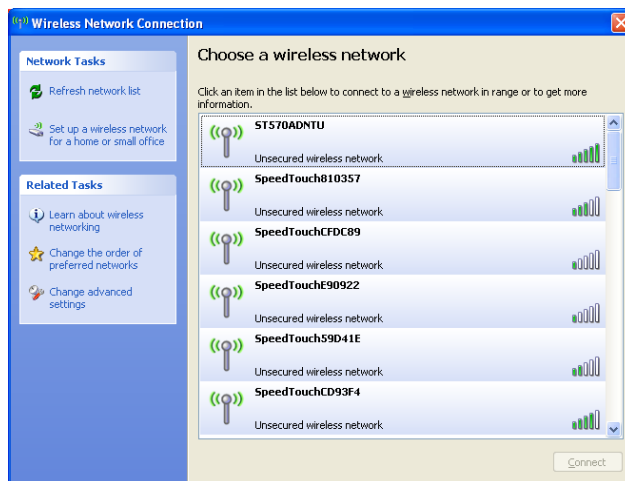 Wireless Network Connection
Network Tasks
Refresh network list
Set up a wireless network
for a home or small office
Related Tasks
Learn about wireless
networking
Change the order of
preferred networks
Change advanced
settings
Choose a wireless network
Click an item in the list below to connect to a wireless network in range or to get more
information.
ST570ADNTU
Unsecured wireless network
SpeedTouch810357
Unsecured wireless network
SpeedTouchCFDC89
Unsecured wireless network
SpeedTouchE90922
Unsecured wireless network
SpeedTouch59D41E
Unsecured wireless network
SpeedTouchCD93F4
Unsecured wireless network
Connect